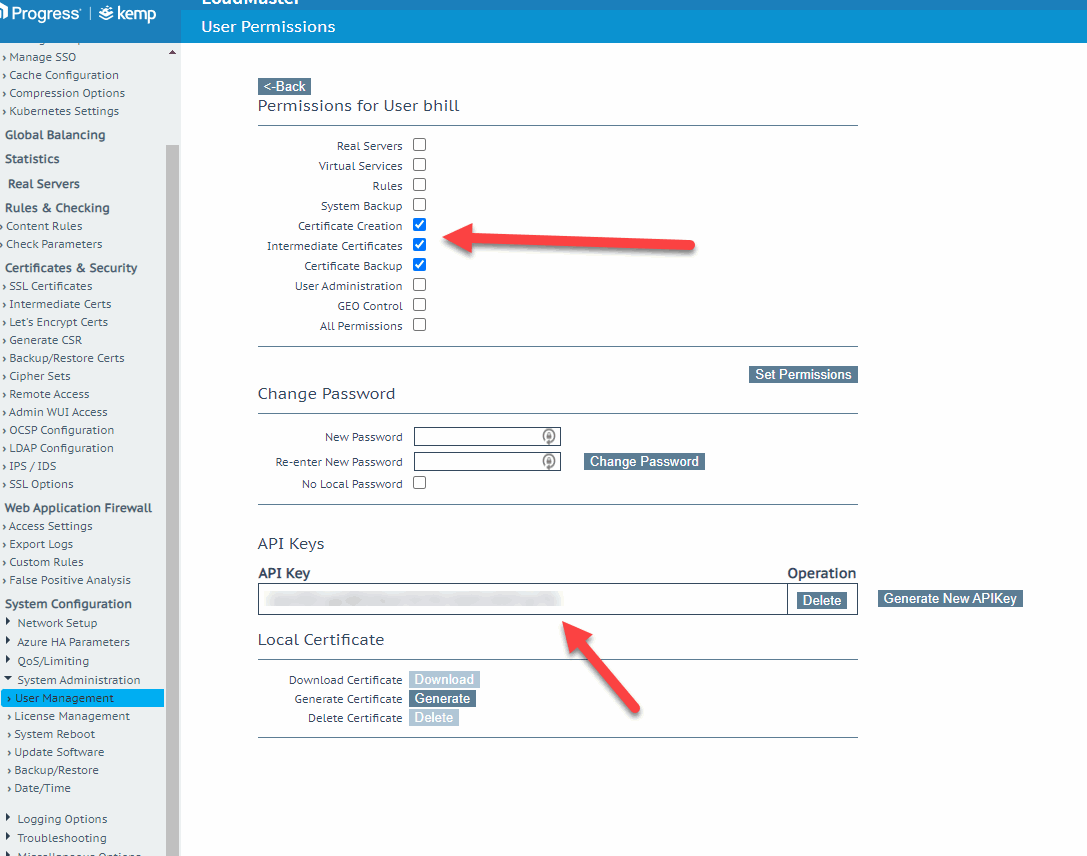 Progress | kemp
LoadMaster
User Permissions
Manage SSO
Cache Configuration
Compression Options
Kubernetes Settings
Global Balancing
Statistics
Real Servers
Rules & Checking
Content Rules
Check Parameters
Certificates & Security
SSL Certificates
Intermediate Certs
Let's Encrypt Certs
Generate CSR
Backup/Restore Certs
Cipher Sets
Remote Access
Admin WUI Access
OCSP Configuration
LDAP Configuration
IPS / IDS
SSL Options
Web Application Firewall
Access Settings
Export Logs
Custom Rules
False Positive Analysis
System Configuration
Network Setup
Azure HA Parameters
QoS/Limiting
System Administration
User Management
License Management
System Reboot
Update Software
Backup/Restore
Date/Time
Logging Options
Troubleshooting
Miscellaneous Options
<-Back
Permissions for User bhill
Real Servers
Virtual Services
Rules
System Backup
Certificate Creation
Intermediate Certificates
Certificate Backup
User Administration
GEO Control
All Permissions
Set Permissions
Change Password
New Password
Re-enter New Password Change Password
No Local Password
API Keys
API Key Operation
Delete Generate New APIKey
Local Certificate
Download Certificate Download
Generate Certificate Generate
Delete Certificate Delete